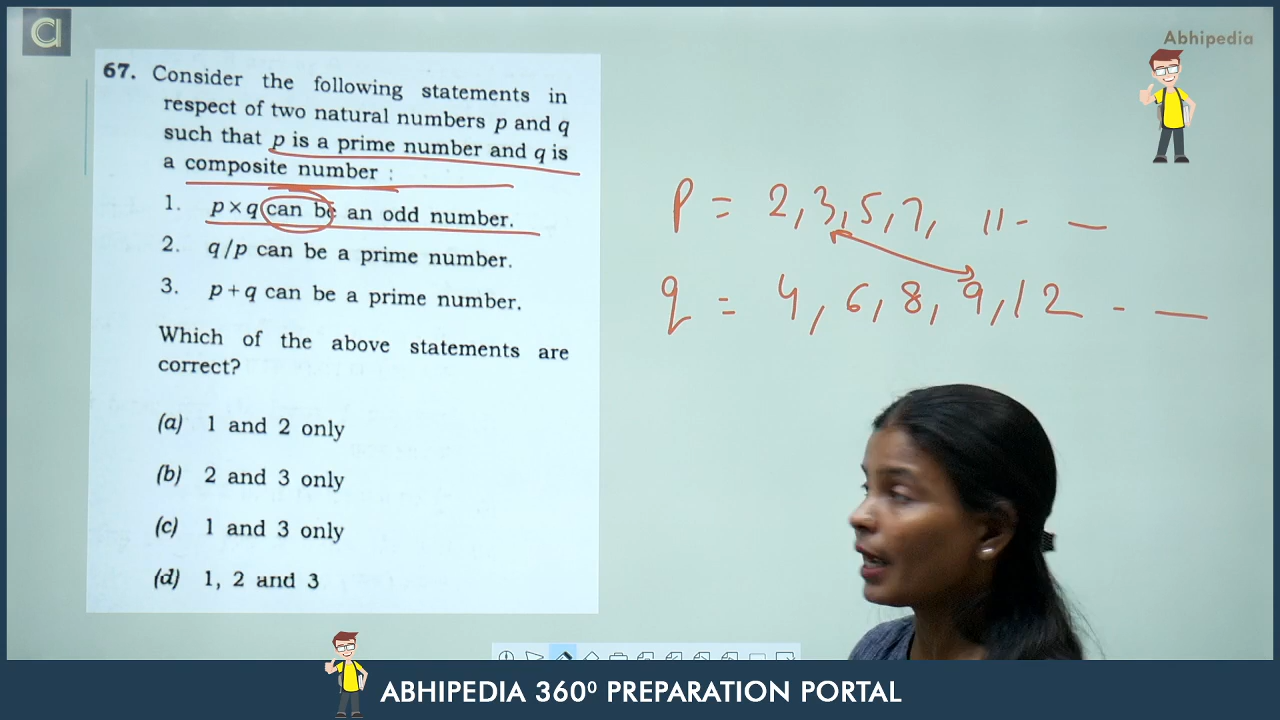 Abhipedia
67. Consider the following statements in
respect of two natural numbers p and q
such that p is a prime number and q is
a composite number :
1. p×q can be an odd number.
2. q/p can be a prime number.
3. p+q can be a prime number.
Which of the above statements are
correct?
(a) 1 and 2 only
(b) 2 and 3 only
(c) 1 and 3 only
(d) 1, 2 and 3
p = 2, 3, 5, 7, 11 - —
q = 4, 6, 8, 9, 12 - —
ABHIPEDIA 360⁰ PREPARATION PORTAL